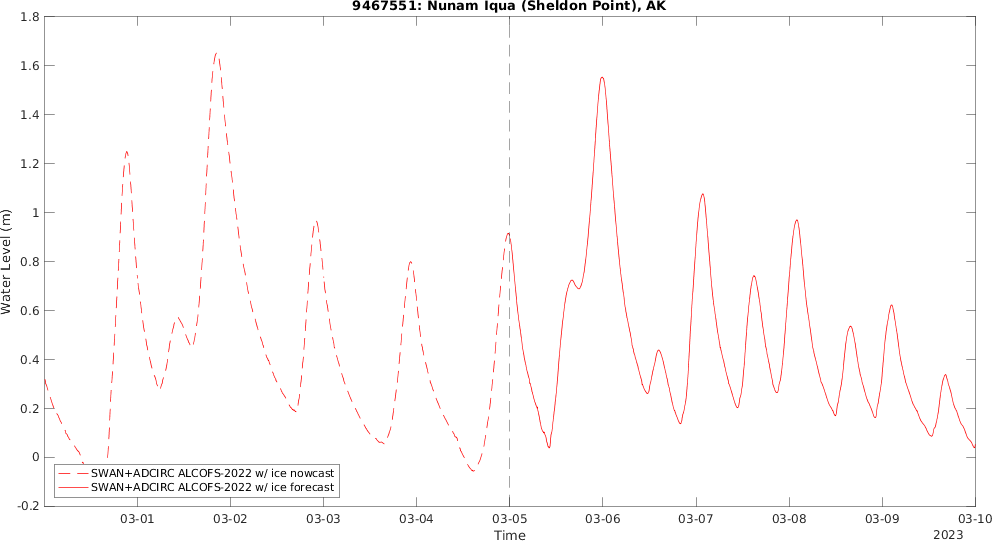 9467551: Nunam Iqua (Sheldon Point), AK
1.8
1.6
1.4
1.2
1
0.8
0.6
0.4
0.2
0
-0.2
Water Level (m)
SWAN+ADCIRC ALCOFS-2022 w/ ice nowcast
SWAN+ADCIRC ALCOFS-2022 w/ ice forecast
03-01 03-02 03-03 03-04 03-05 03-06 03-07 03-08 03-09 03-10
Time
2023